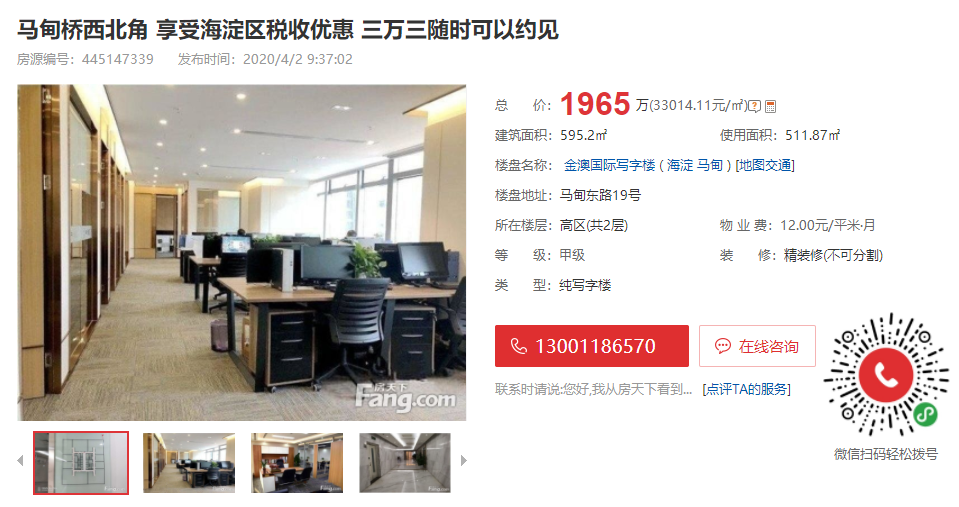 马甸桥西北角 享受海淀区税收优惠 三万三随时可以约见
房源编号：445147339 发布时间：2020/4/2 9:37:02
总 价： 1965 万(33014.11元/㎡)
建筑面积： 595.2㎡ 使用面积： 511.87㎡
楼盘名称： 金澳国际写字楼 ( 海淀 马甸 ) [地图交通]
楼盘地址： 马甸东路19号
所在楼层： 高区(共2层) 物 业 费： 12.00元/平米·月
等 级： 甲级 装 修： 精装修(不可分割)
类 型： 纯写字楼
13001186570 在线咨询
联系时请说:您好,我从房天下看到... [点评TA的服务]
微信扫码轻松拨号
房天下
Fang.com